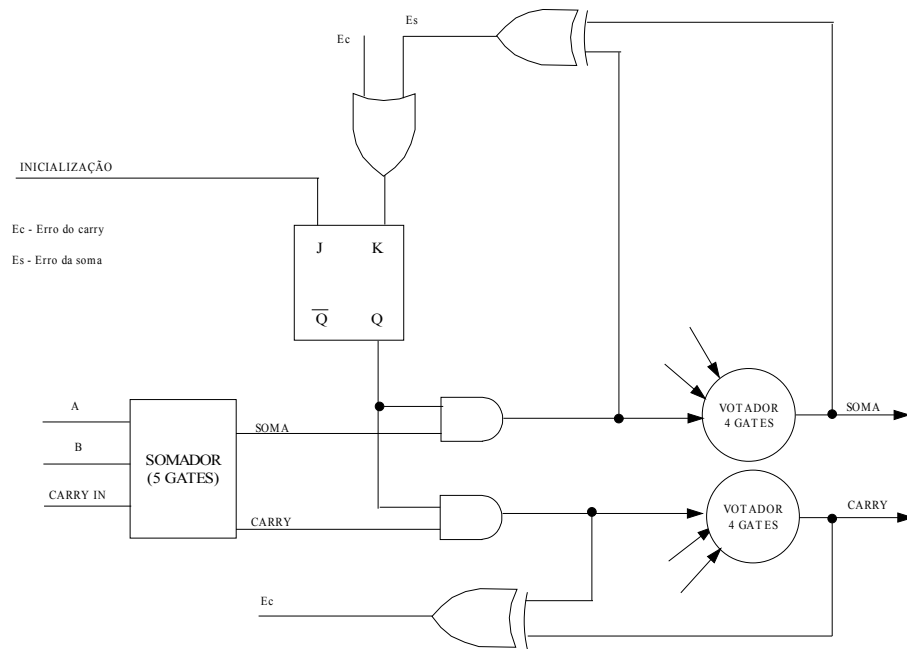 Es
Ec
INICIALIZAÇÃO
Ec - Erro do carry
Es - Erro da soma
J K
Q Q
A
B
CARRY IN
SOMADOR
(5 GATES)
SOMA
CARRY
VOTADOR
4 GATES
SOMA
VOTADOR
4 GATES
CARRY
Ec